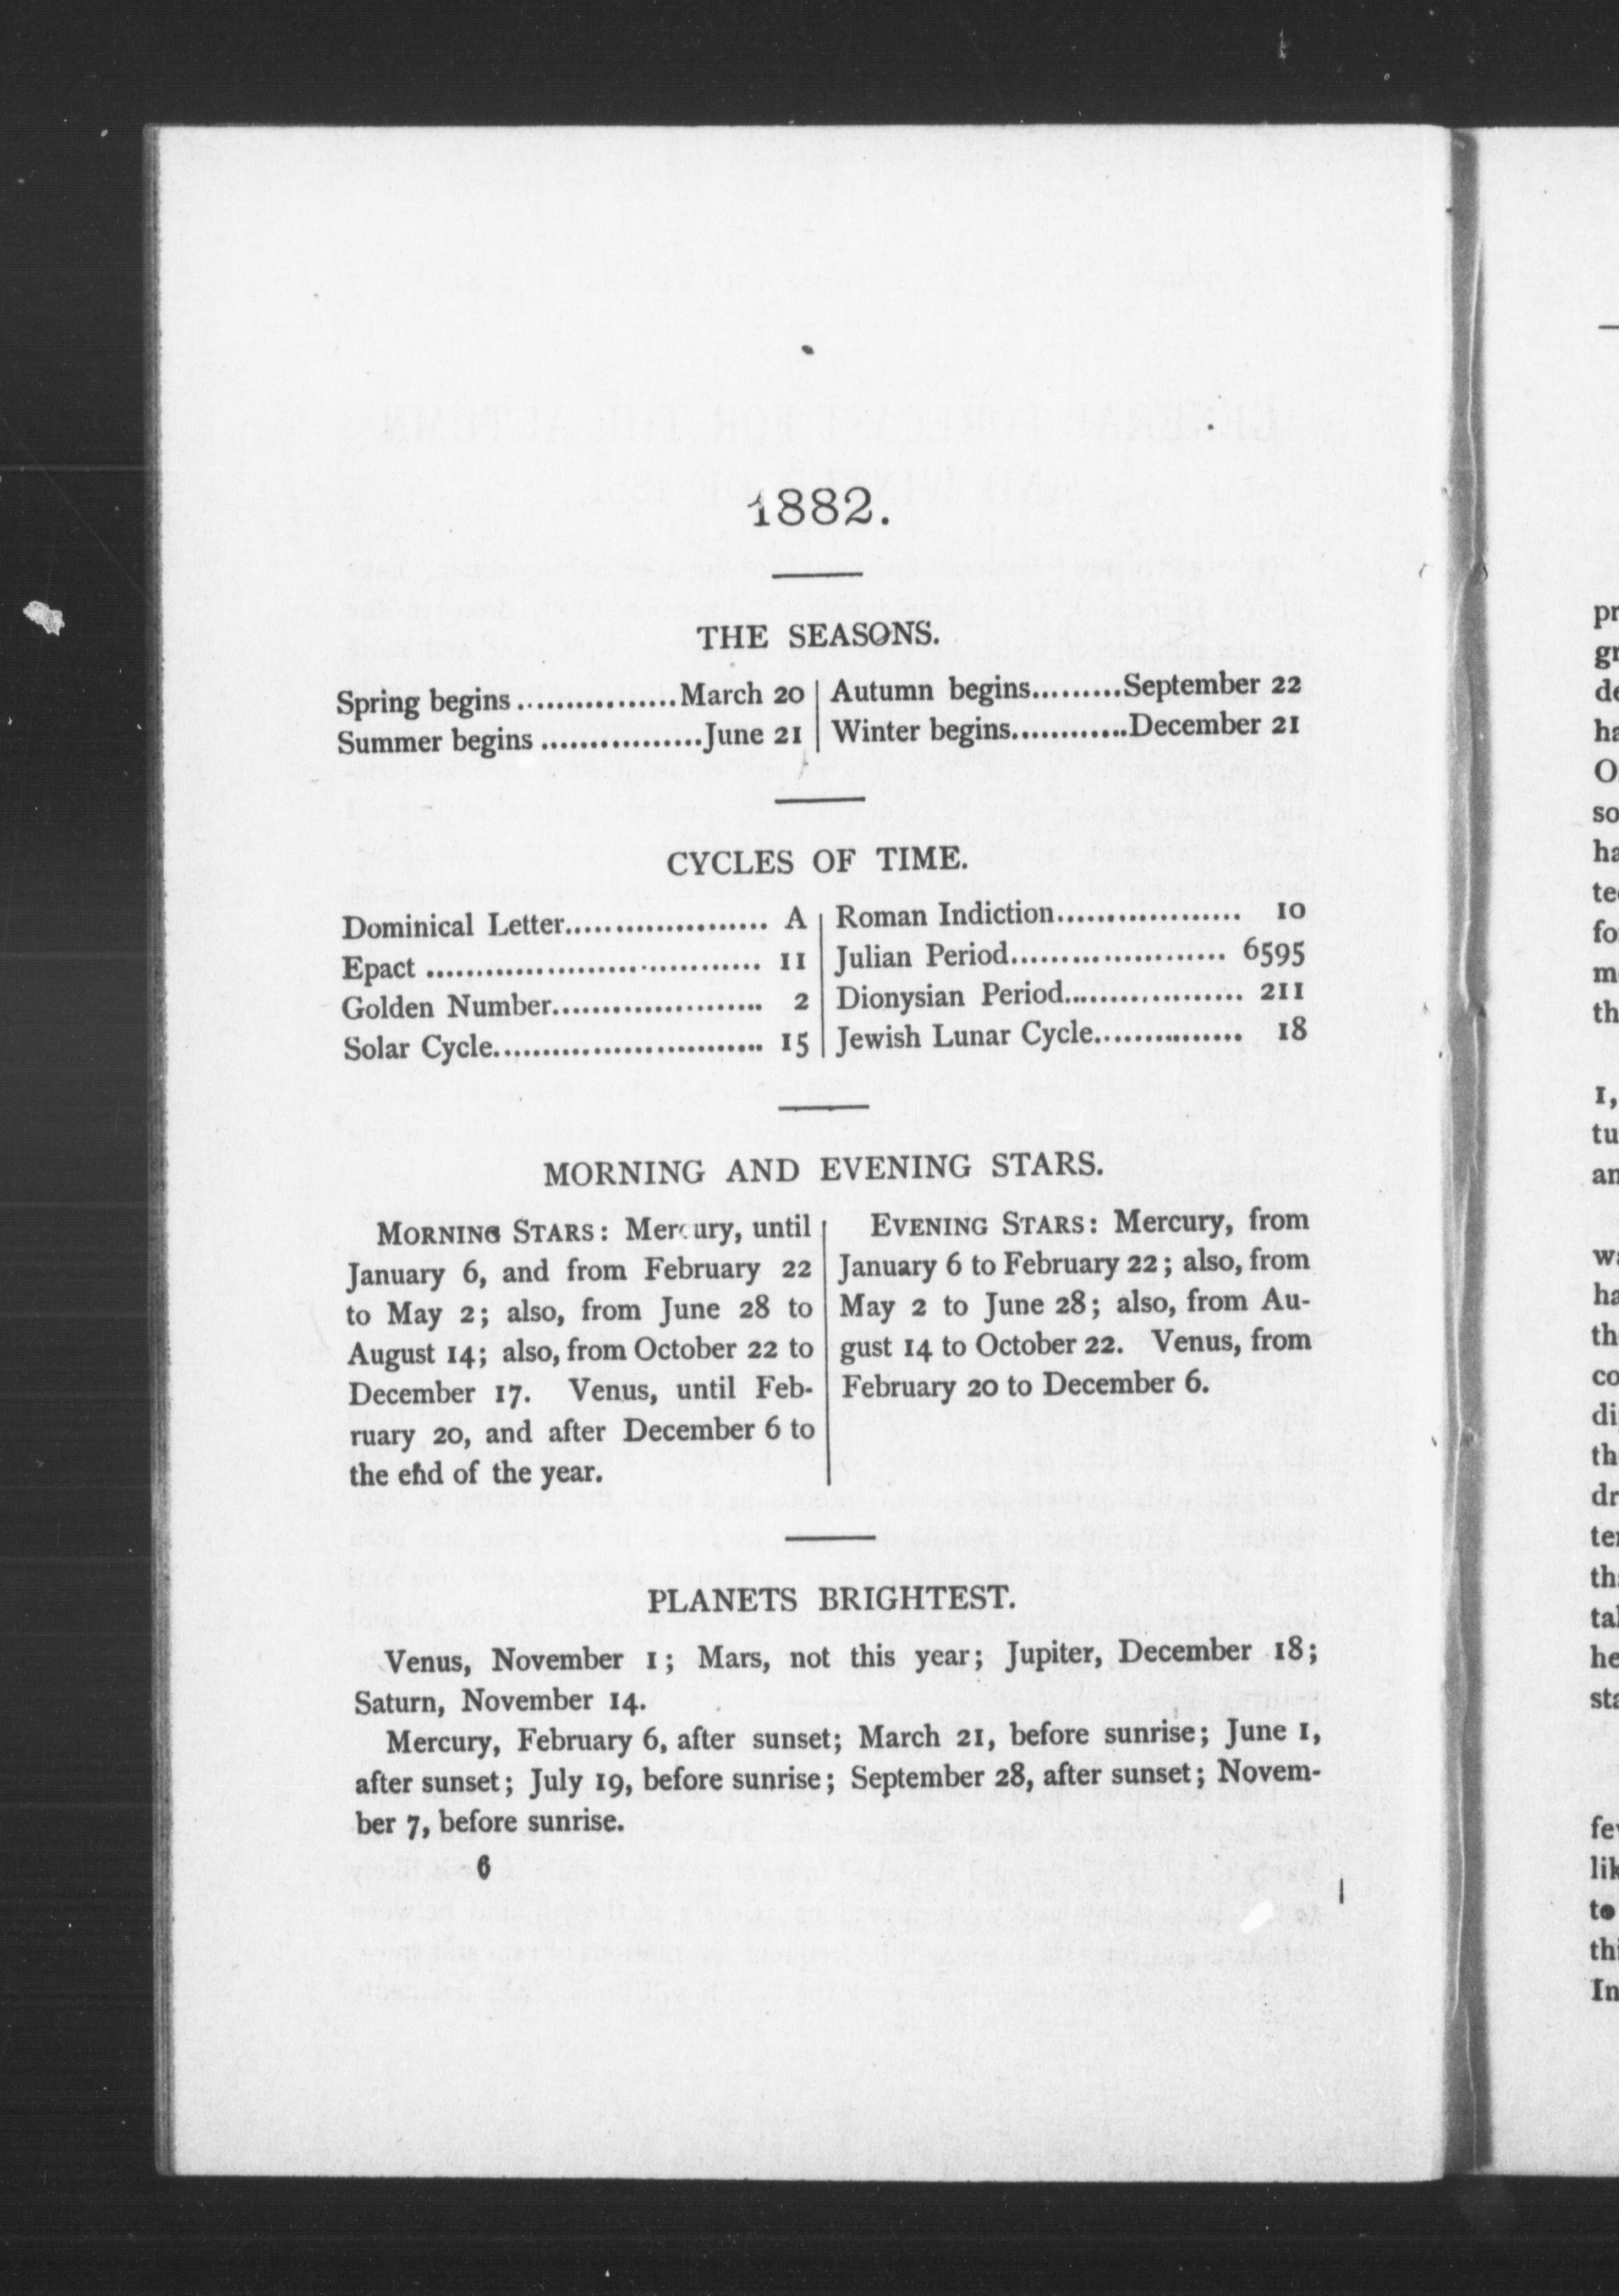 1882.
THE SEASONS.
Spring begins................March 20
Summer begins ................June 21
Autumn begins.........September 22
Winter begins............December 21
CYCLES OF TIME.
Dominical Letter.................... A
Epact ................................. 11
Golden Number..................... 2
Solar Cycle........................... 15
Roman Indiction.................. 10
Julian Period..................... 6595
Dionysian Period.................. 211
Jewish Lunar Cycle............... 18
MORNING AND EVENING STARS.
MORNING STARS: Mercury, until
January 6, and from February 22
to May 2; also, from June 28 to
August 14; also, from October 22 to
December 17. Venus, until Feb-
ruary 20, and after December 6 to
the end of the year.
EVENING STARS: Mercury, from
January 6 to February 22; also, from
May 2 to June 28; also, from Au-
gust 14 to October 22. Venus, from
February 20 to December 6.
PLANETS BRIGHTEST.
Venus, November 1; Mars, not this year; Jupiter, December 18;
Saturn, November 14.
Mercury, February 6, after sunset; March 21, before sunrise; June 1,
after sunset; July 19, before sunrise; September 28, after sunset; Novem-
ber 7, before sunrise.
6